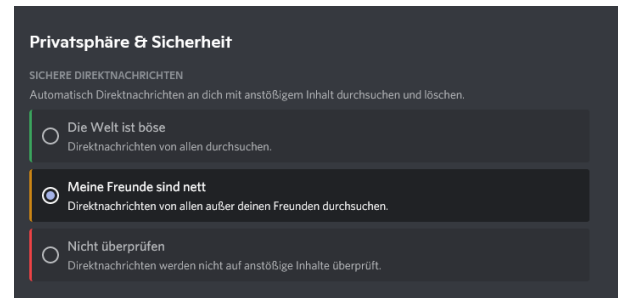 Privatsphäre & Sicherheit
SICHERE DIREKTNACHRICHTEN
Automatisch Direktnachrichten an dich mit anstößigem Inhalt durchsuchen und löschen.
Die Welt ist böse
Direktnachrichten von allen durchsuchen.
Meine Freunde sind nett
Direktnachrichten von allen außer deinen Freunden durchsuchen.
Nicht überprüfen
Direktnachrichten werden nicht auf anstößige Inhalte überprüft.